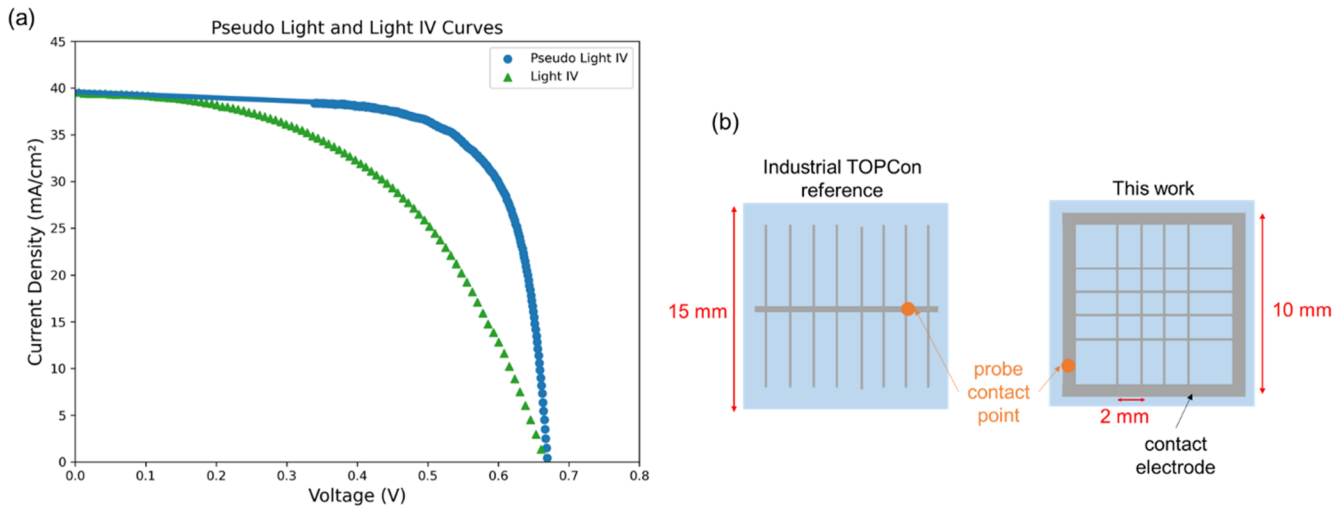 (a)
Pseudo Light and Light IV Curves
45
40
35
30
25
20
15
10
5
0
Current Density (mA/cm²)
Pseudo Light IV
Light IV
0.0 0.1 0.2 0.3 0.4 0.5 0.6 0.7 0.8
Voltage (V)
(b)
Industrial TOPCon
reference
15 mm
probe
contact
point
This work
10 mm
2 mm
contact
electrode